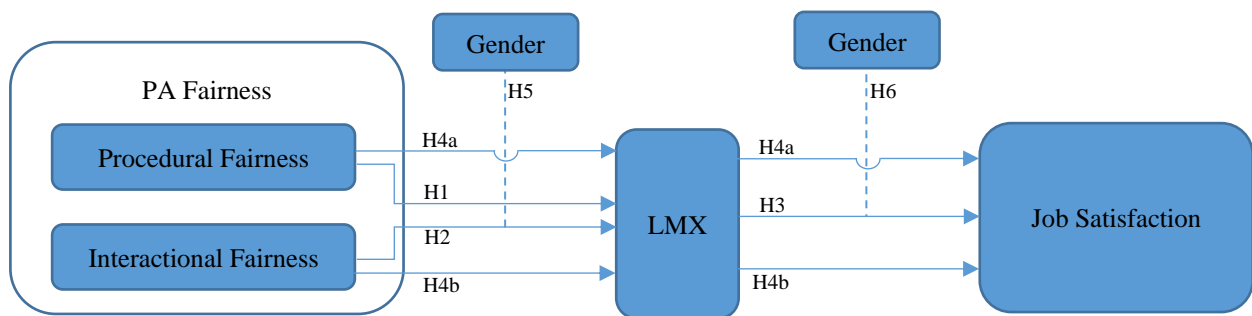 Gender
Gender
PA Fairness
H5
H6
Procedural Fairness
H4a
H4a
H1
H3
LMX
Job Satisfaction
Interactional Fairness
H2
H4b
H4b